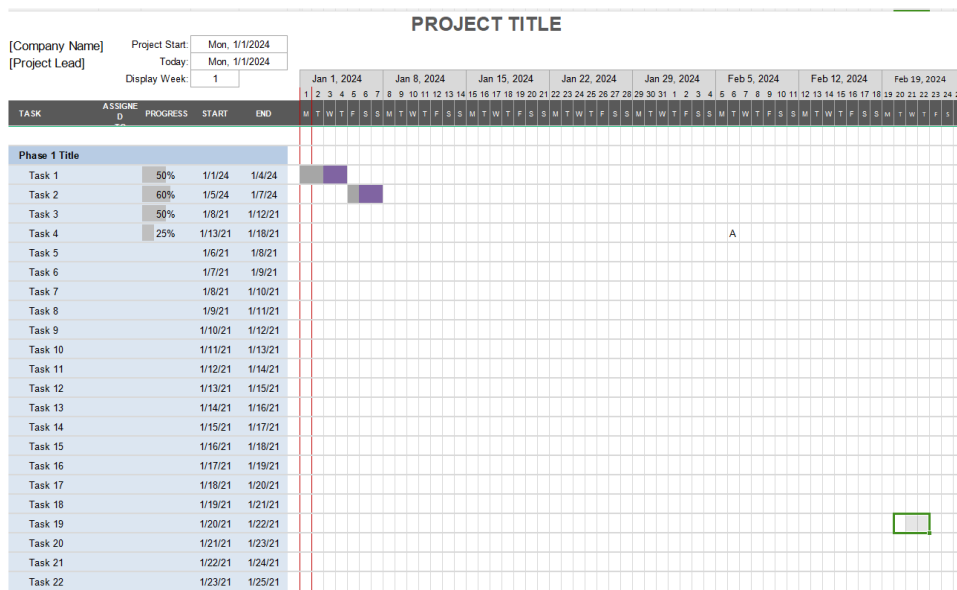 PROJECT TITLE
[Company Name] Project Start: Mon, 1/1/2024
[Project Lead] Today: Mon, 1/1/2024
Display Week: 1
Jan 1, 2024 Jan 8, 2024 Jan 15, 2024 Jan 22, 2024 Jan 29, 2024 Feb 5, 2024 Feb 12, 2024 Feb 19, 2024
1 2 3 4 5 6 7 8 9 10 11 12 13 14 15 16 17 18 19 20 21 22 23 24 25 26 27 28 29 30 31 1 2 3 4 5 6 7 8 9 10 11 12 13 14 15 16 17 18 19 20 21 22 23 24
TASK ASSIGNE D PROGRESS START END M T W T F S S M T W T F S S M T W T F S S M T W T F S S M T W T F S S M T W T F S S M T W T F S S M T W T F S
Phase 1 Title
Task 1 50% 1/1/24 1/4/24
Task 2 60% 1/5/24 1/7/24
Task 3 50% 1/8/21 1/12/21
Task 4 25% 1/13/21 1/18/21 A
Task 5 1/6/21 1/8/21
Task 6 1/7/21 1/9/21
Task 7 1/8/21 1/10/21
Task 8 1/9/21 1/11/21
Task 9 1/10/21 1/12/21
Task 10 1/11/21 1/13/21
Task 11 1/12/21 1/14/21
Task 12 1/13/21 1/15/21
Task 13 1/14/21 1/16/21
Task 14 1/15/21 1/17/21
Task 15 1/16/21 1/18/21
Task 16 1/17/21 1/19/21
Task 17 1/18/21 1/20/21
Task 18 1/19/21 1/21/21
Task 19 1/20/21 1/22/21
Task 20 1/21/21 1/23/21
Task 21 1/22/21 1/24/21
Task 22 1/23/21 1/25/21